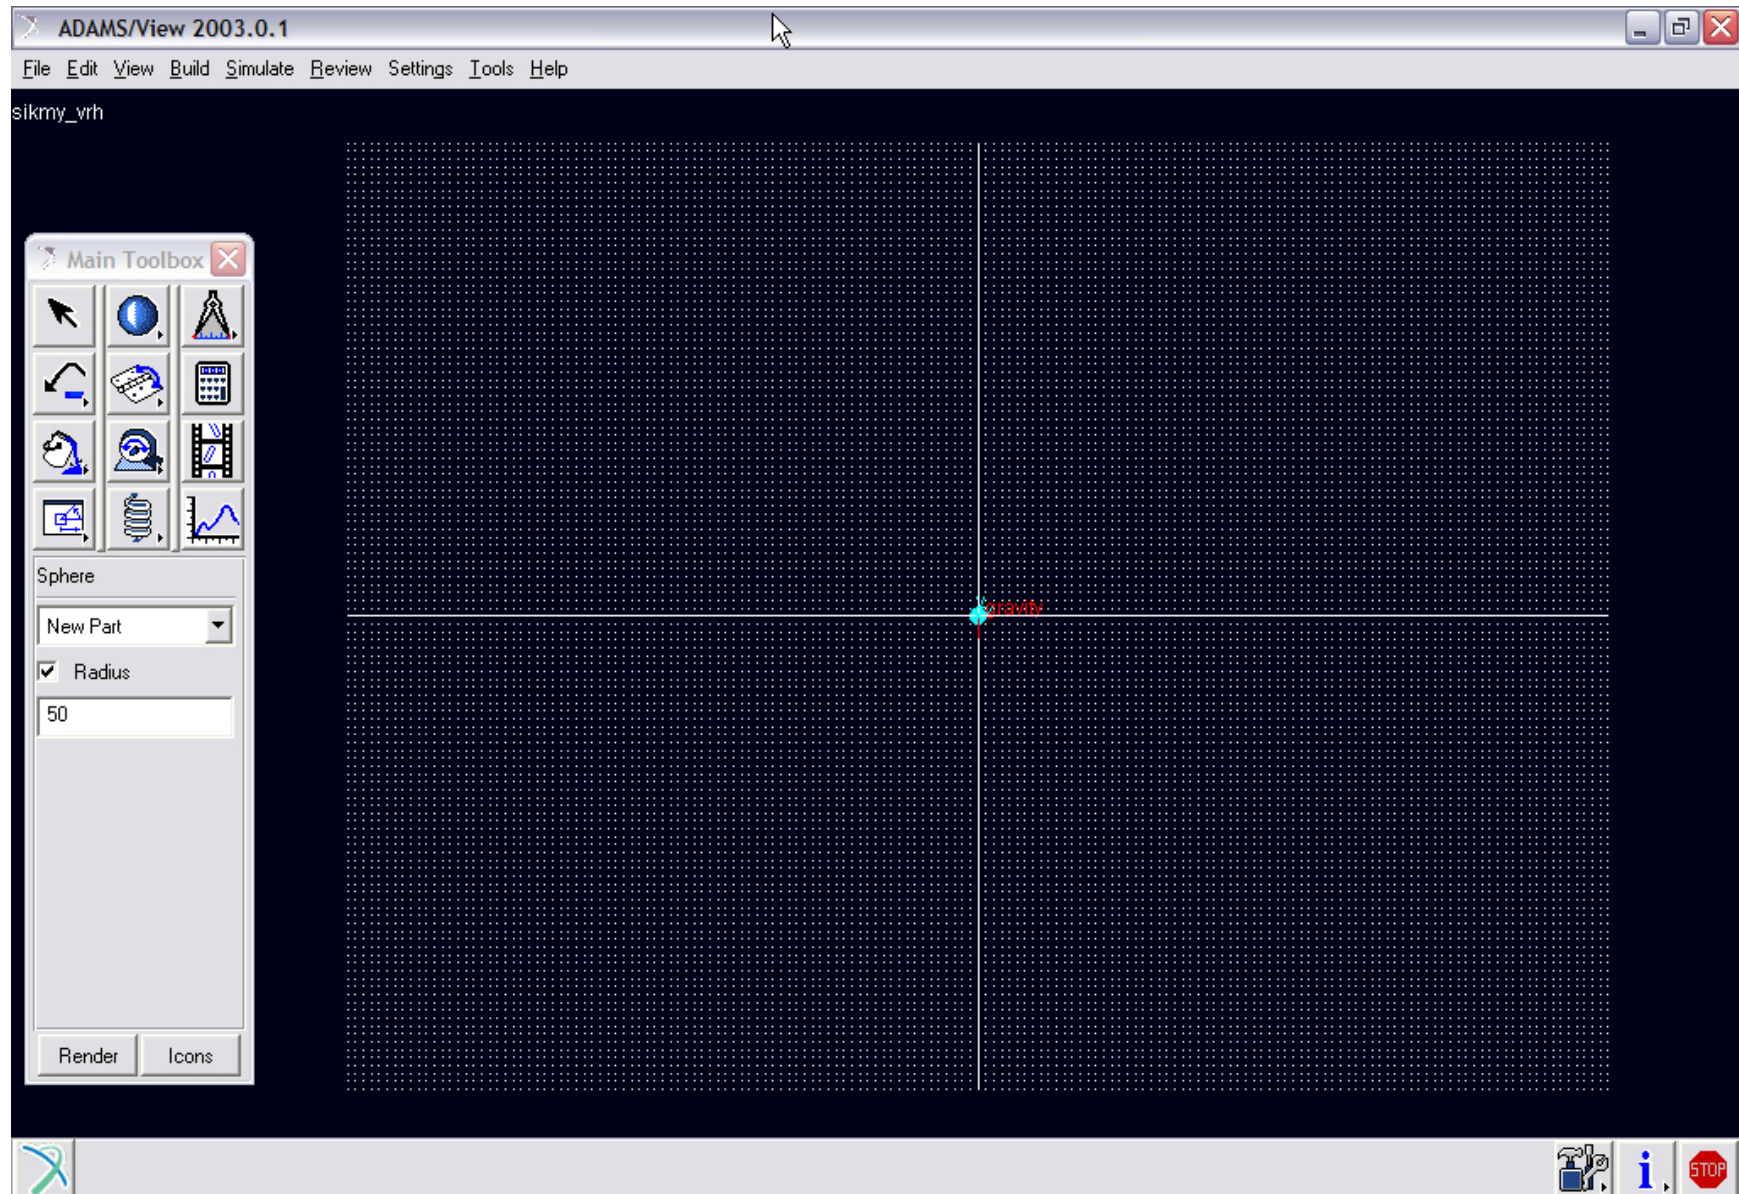 ADAMS/View 2003.0.1
File Edit View Build Simulate Review Settings Tools Help
sikmy_vrh
Main Toolbox
gravity
Sphere
New Part
Radius
50
Render Icons
i
STOP